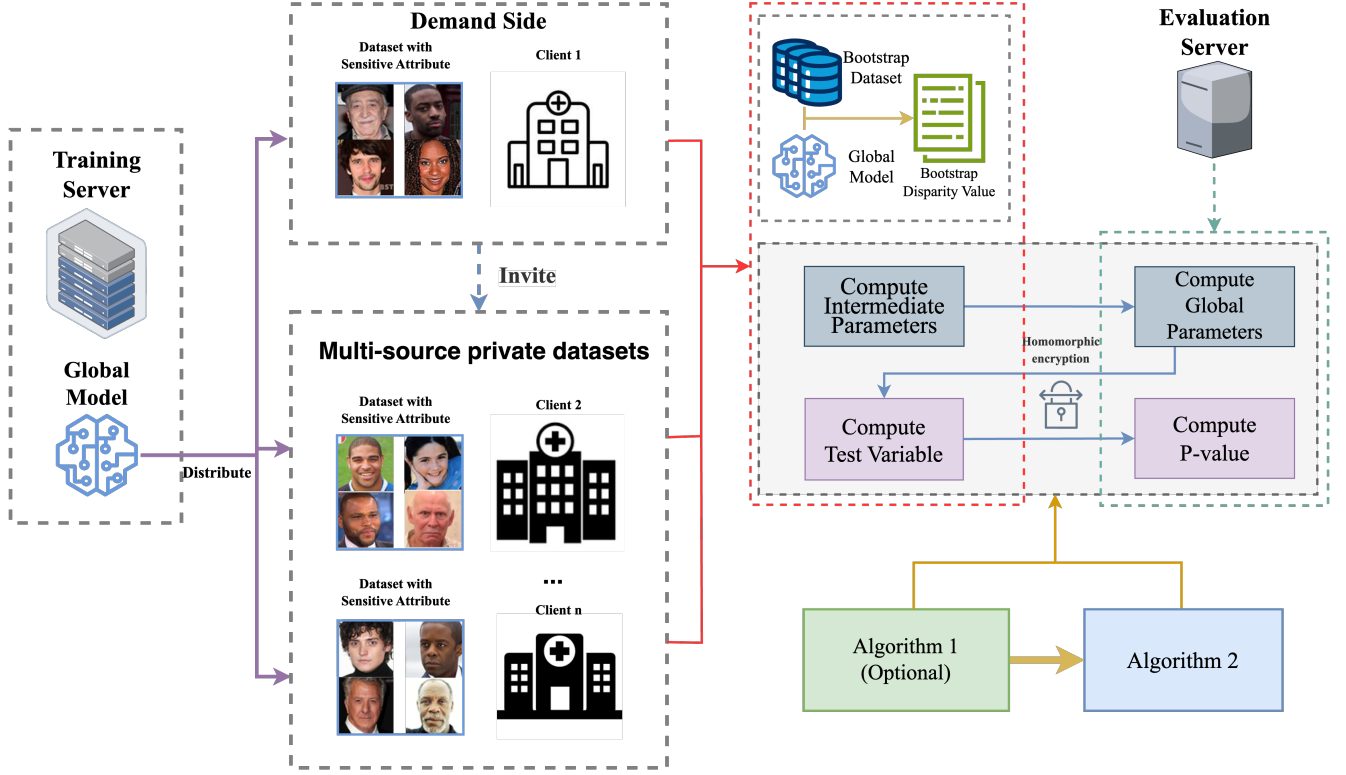 Training
Server
Global
Model
Distribute
Demand Side
Dataset with
Sensitive Attribute
Client 1
Invite
Multi-source private datasets
Dataset with
Sensitive Attribute
Client 2
...
Dataset with
Sensitive Attribute
Client n
Bootstrap
Dataset
Global
Model
Bootstrap
Disparity Value
Evaluation
Server
Compute
Intermediate
Parameters
Compute
Global
Parameters
Homomorphic
encryption
Compute
Test Variable
Compute
P-value
Algorithm 1
(Optional)
Algorithm 2